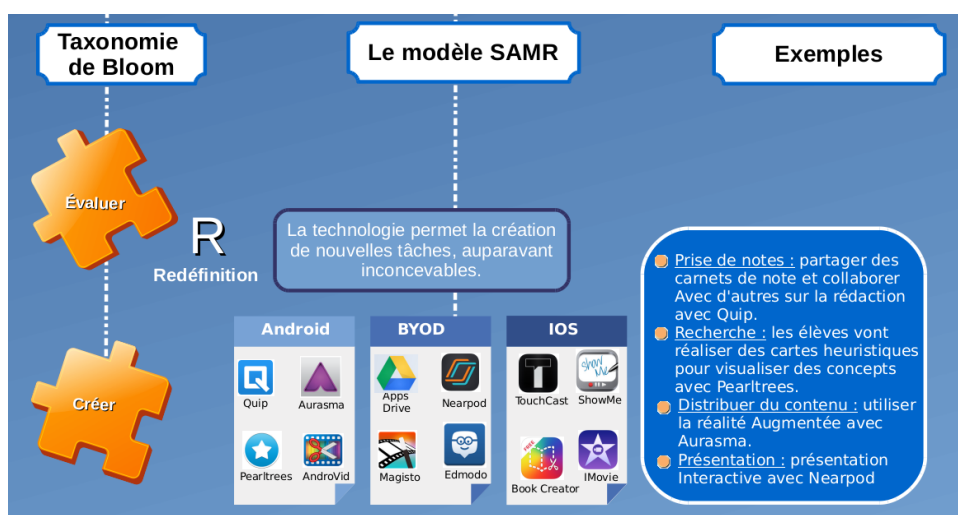 Taxonomie
de Bloom
Le modèle SAMR
Exemples
Évaluer
R
Redéfinition
La technologie permet la création
de nouvelles tâches, auparavant
inconcevables.
Android
Quip
Aurasma
Pearltrees
AndroVid
BYOD
Apps
Drive
Nearpod
Magisto
Edmodo
IOS
T
TouchCast
Show
Me
ShowMe
FREE
Book Creator
IMovie
Prise de notes : partager des
carnets de note et collaborer
Avec d'autres sur la rédaction
avec Quip.
Recherche : les élèves vont
réaliser des cartes heuristiques
pour visualiser des concepts
avec Pearltrees.
Distribuer du contenu : utiliser
la réalité Augmentée avec
Aurasma.
Présentation : présentation
Interactive avec Nearpod
Créer